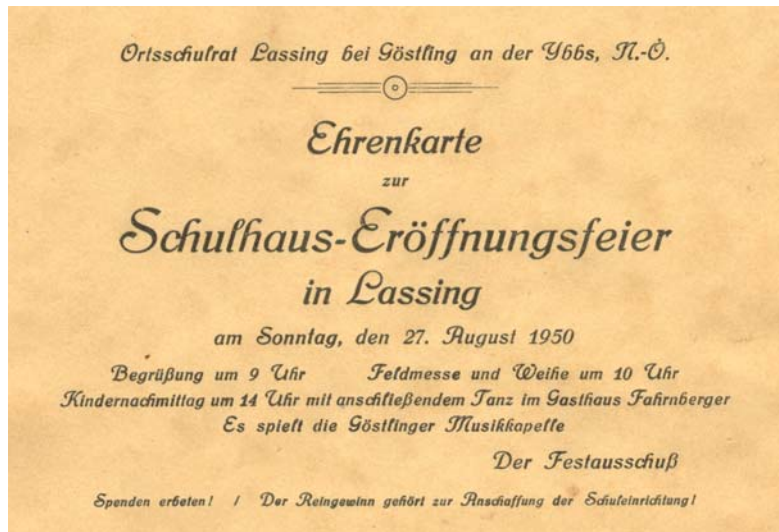 Ortsschulrat Lassing bei Göstling an der Ybbs, N.-Ö.
Ehrenkarte
zur
Schulhaus-Eröffnungsfeier
in Lassing
am Sonntag, den 27. August 1950
Begrüßung um 9 Uhr Feldmesse und Weihe um 10 Uhr
Kindernachmittag um 14 Uhr mit anschließendem Tanz im Gasthaus Fahrnberger
Es spielt die Göstlinger Musikkapelle
Der Festausschuß
Spenden erbeten! / Der Reingewinn gehört zur Anschaffung der Schuleinrichtung!